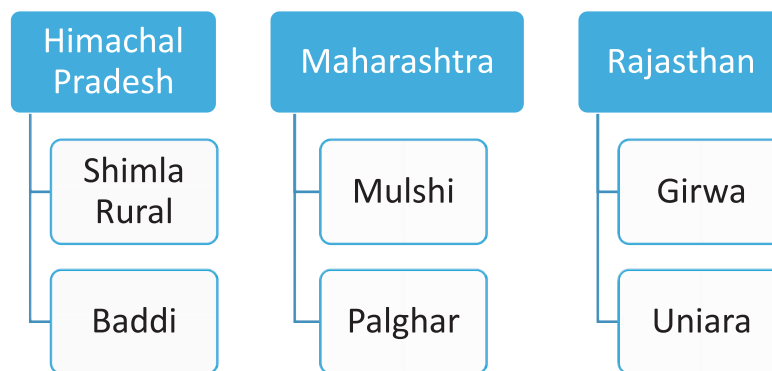 Himachal
Pradesh
Shimla
Rural
Baddi
Maharashtra
Mulshi
Palghar
Rajasthan
Girwa
Uniara